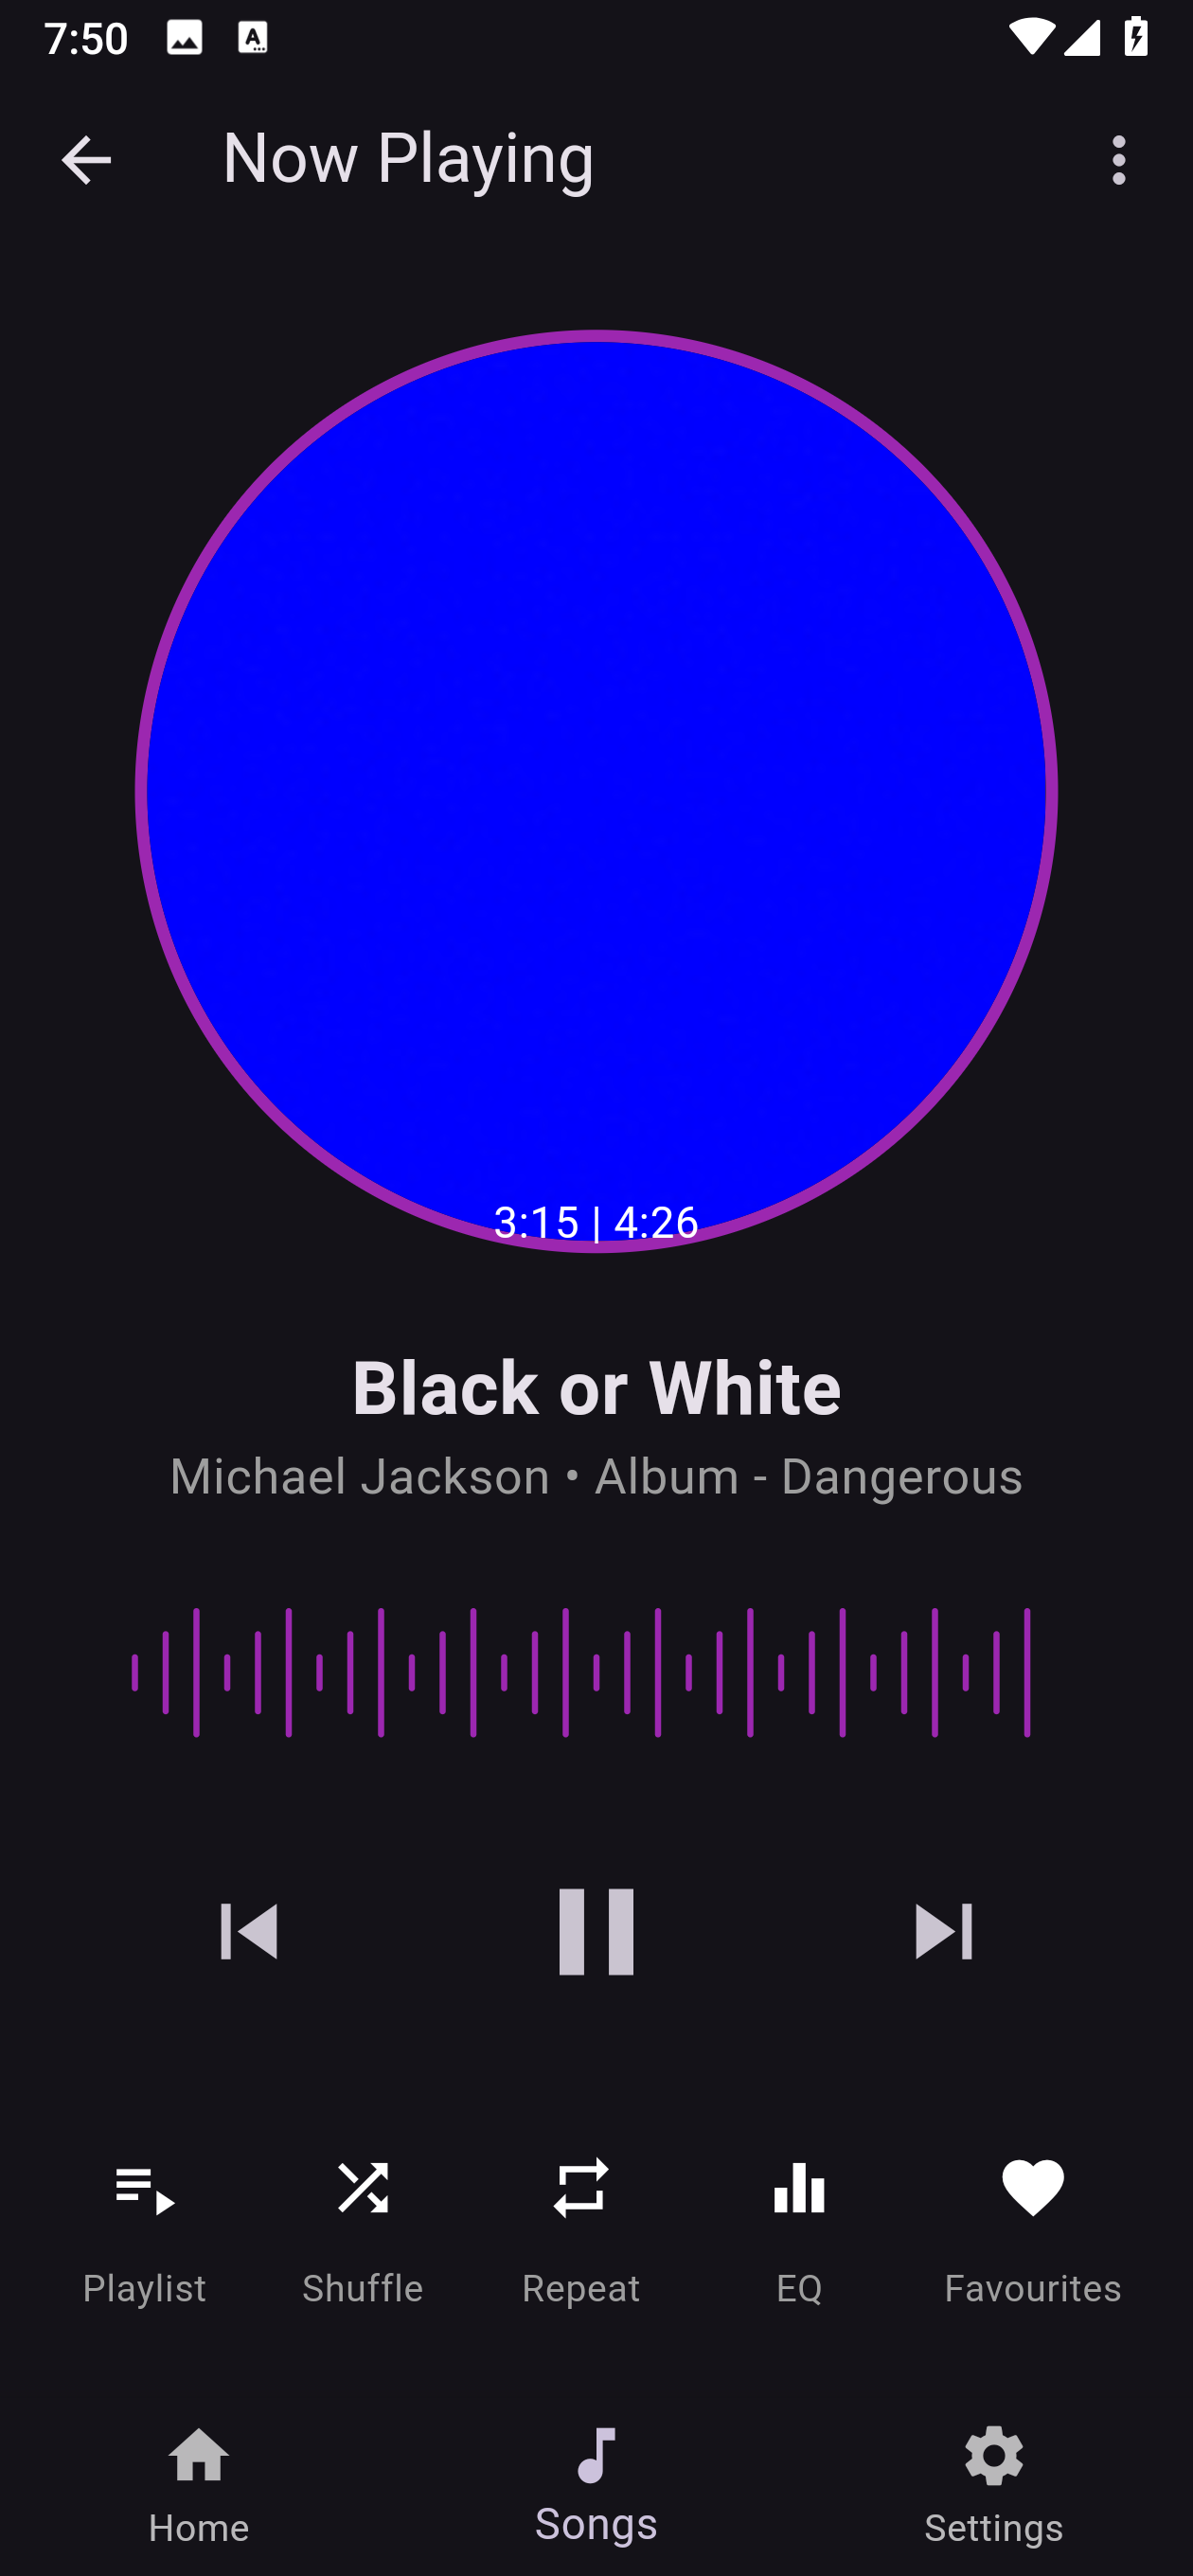 7:50
Now Playing
3:15 | 4:26
Black or White
Michael Jackson • Album - Dangerous
Playlist
Shuffle
Repeat
EQ
Favourites
Home
Songs
Settings